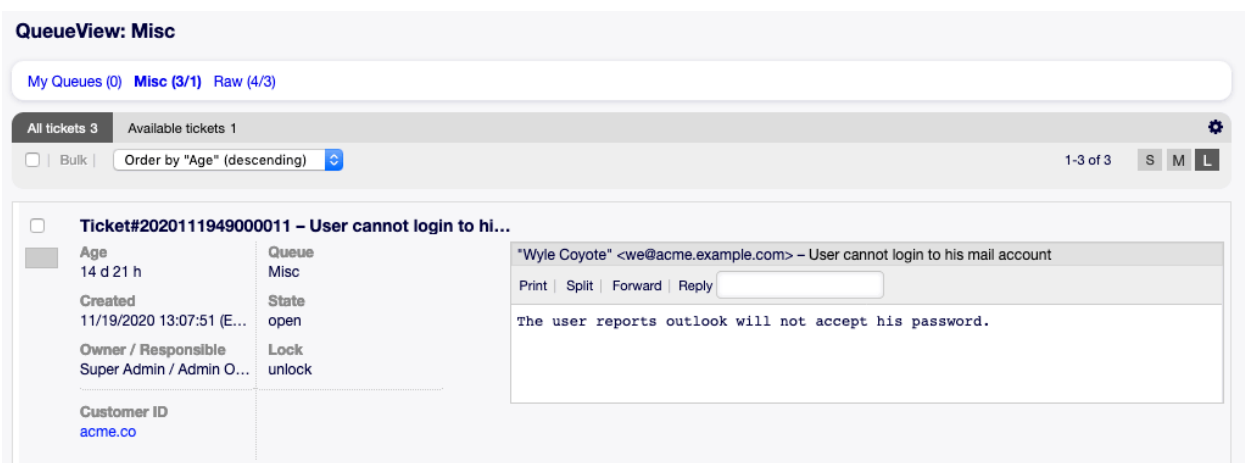 QueueView: Misc
My Queues (0) Misc (3/1) Raw (4/3)
All tickets 3 Available tickets 1
| Bulk | Order by "Age" (descending) 1-3 of 3 S M L
Ticket#2020111949000011 – User cannot login to hi…
Age Queue
14 d 21 h Misc
Created State
11/19/2020 13:07:51 (E… open
Owner / Responsible Lock
Super Admin / Admin O… unlock
Customer ID
acme.co
"Wyle Coyote" <we@acme.example.com> – User cannot login to his mail account
Print | Split | Forward | Reply
The user reports outlook will not accept his password.